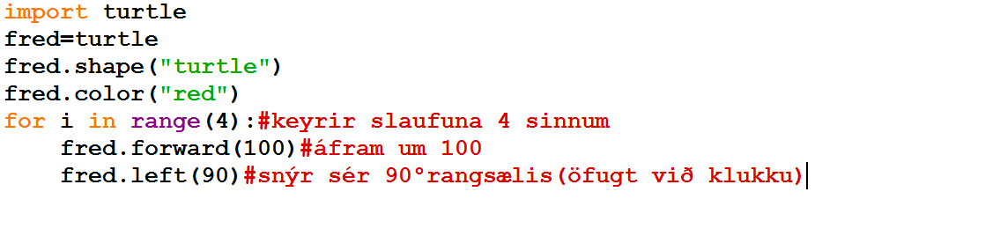 import turtle
fred=turtle
fred.shape("turtle")
fred.color("red")
for i in range(4):#keyrir slaufuna 4 sinnum
    fred.forward(100)#áfram um 100
    fred.left(90)#snýr sér 90°rangsælis(öfugt við klukku)